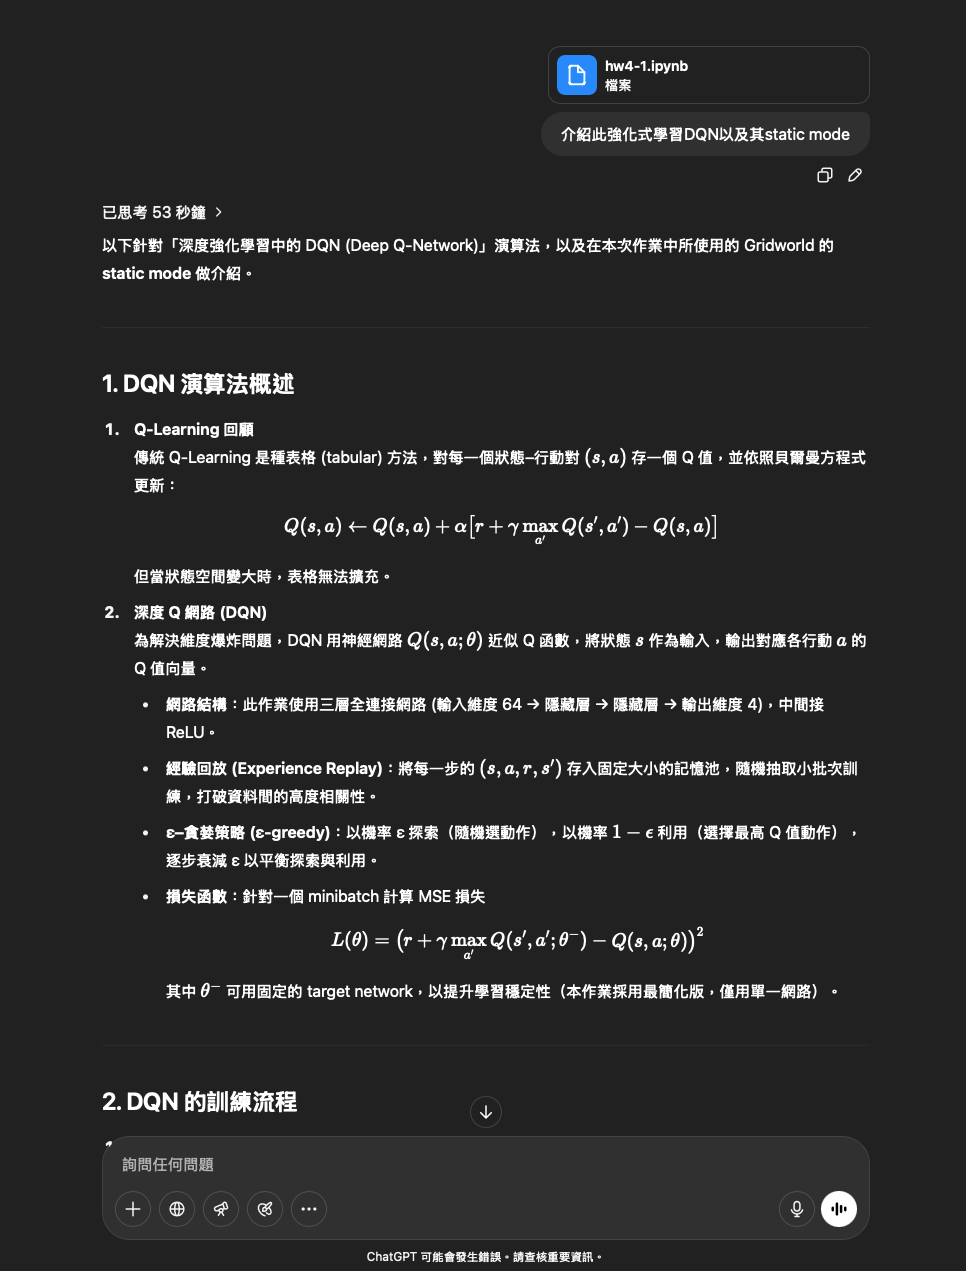 hw4-1.ipynb
檔案
介紹此強化式學習DQN以及其static mode
已思考 53 秒鐘 >
以下針對「深度強化學習中的 DQN (Deep Q-Network)」演算法，以及在本次作業中所使用的 Gridworld 的
static mode 做介紹。
1. DQN 演算法概述
1. Q-Learning 回顧
傳統 Q-Learning 是種表格 (tabular) 方法，對每一個狀態–行動對 (s, a) 存一個 Q 值，並依照貝爾曼方程式
更新：
Q(s, a) ← Q(s, a) + α[r + γ max_{a′} Q(s′, a′) − Q(s, a)]
但當狀態空間變大時，表格無法擴充。
2. 深度 Q 網路 (DQN)
為解決維度爆炸問題，DQN 用神經網路 Q(s, a; θ) 近似 Q 函數，將狀態 s 作為輸入，輸出對應各行動 a 的
Q 值向量。
• 網路結構：此作業使用三層全連接網路 (輸入維度 64 → 隱藏層 → 隱藏層 → 輸出維度 4)，中間接
ReLU。
• 經驗回放 (Experience Replay)：將每一步的 (s, a, r, s′) 存入固定大小的記憶池，隨機抽取小批次訓
練，打破資料間的高度相關性。
• ε–貪婪策略 (ε-greedy)：以機率 ε 探索（隨機選動作），以機率 1 − ϵ 利用（選擇最高 Q 值動作），
逐步衰減 ε 以平衡探索與利用。
• 損失函數：針對一個 minibatch 計算 MSE 損失
L(θ) = (r + γ max_{a′} Q(s′, a′; θ⁻) − Q(s, a; θ))²
其中 θ⁻ 可用固定的 target network，以提升學習穩定性（本作業採用最簡化版，僅用單一網路）。
2. DQN 的訓練流程
詢問任何問題
ChatGPT 可能會發生錯誤。請查核重要資訊。